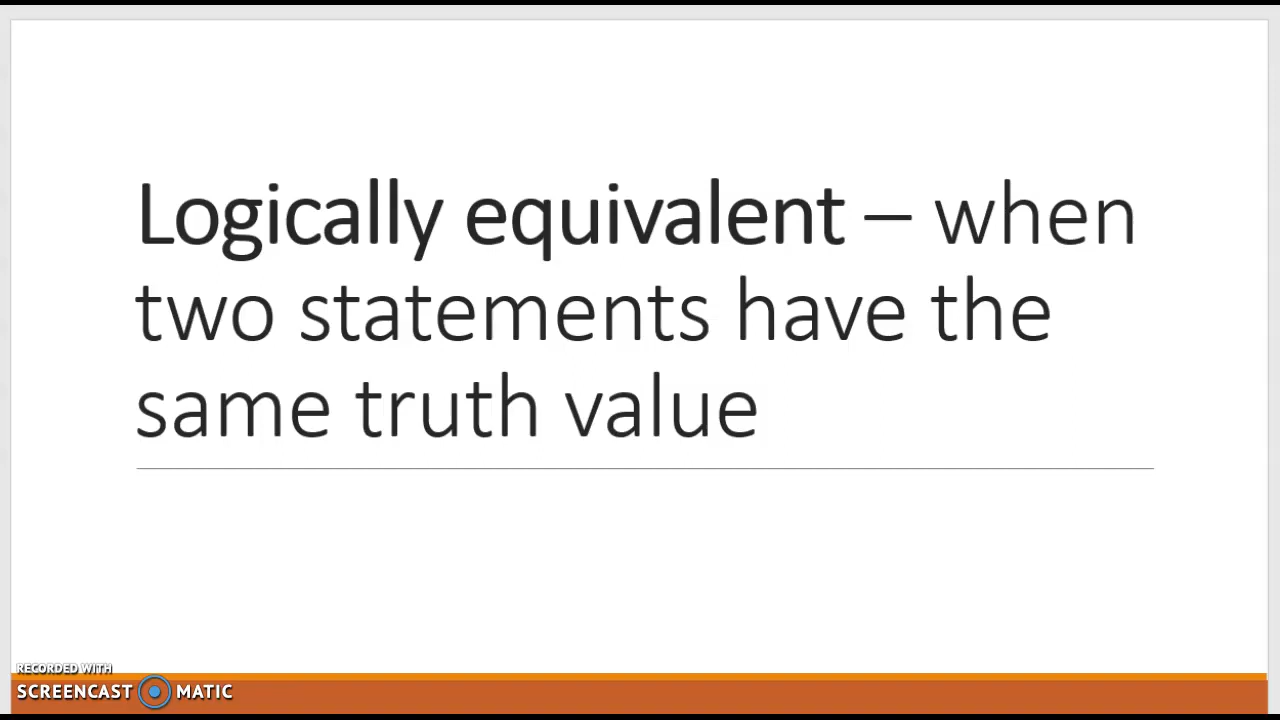 Logically equivalent – when
two statements have the
same truth value
RECORDED WITH
SCREENCAST MATIC